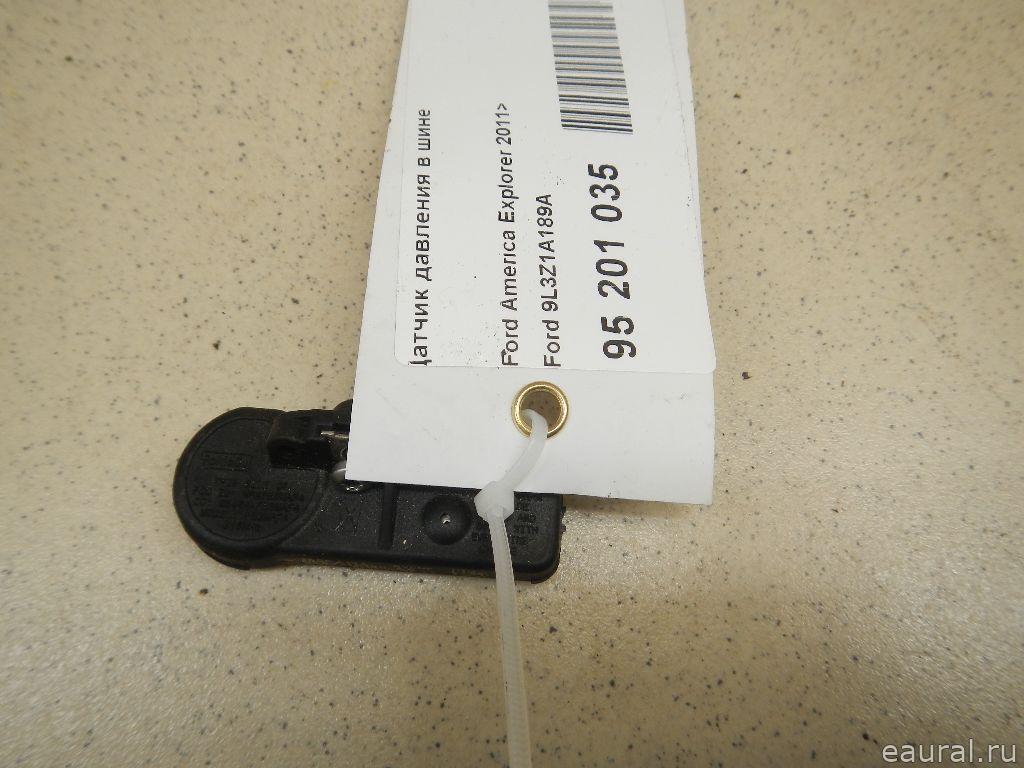 Датчик давления в шине
Ford America Explorer 2011>
Ford 9L3Z1A189A
95 201 035
eaural.ru